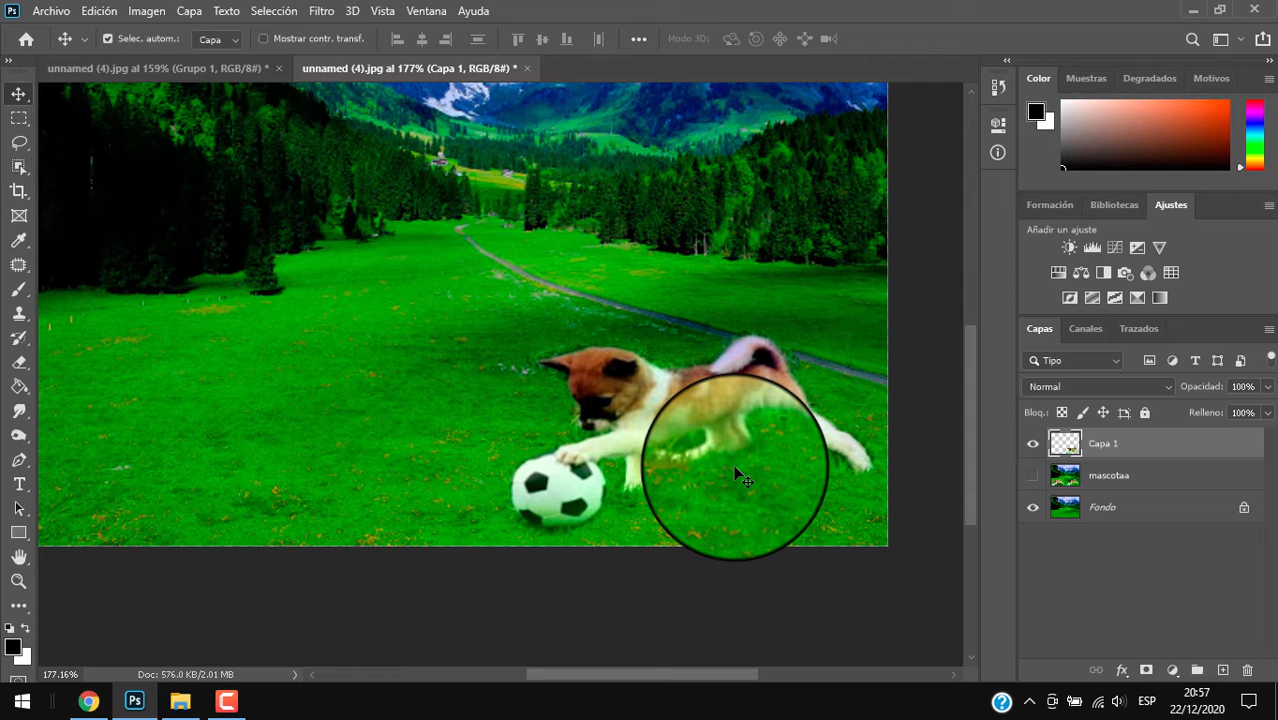 Ps Archivo Edición Imagen Capa Texto Selección Filtro 3D Vista Ventana Ayuda
Selec. autom.: Capa Mostrar contr. transf. Modo 3D:
unnamed (4).jpg al 159% (Grupo 1, RGB/8#) * × unnamed (4).jpg al 177% (Capa 1, RGB/8#) * ×
Color Muestras Degradados Motivos
Formación Bibliotecas Ajustes
Añadir un ajuste
Capas Canales Trazados
Tipo
Normal Opacidad: 100%
Bloq.: Relleno: 100%
Capa 1
mascotaa
Fondo
177.16% Doc: 576.0 KB/2.01 MB
Ps ESP 20:57
22/12/2020